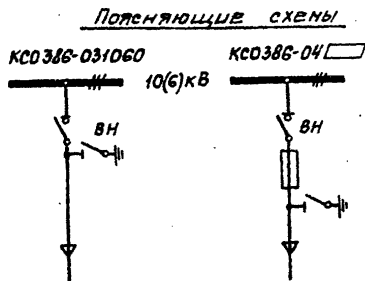 Поясняющие схемы
КСО386-031060
КСО386-04
10(6)кВ
ВН
ВН